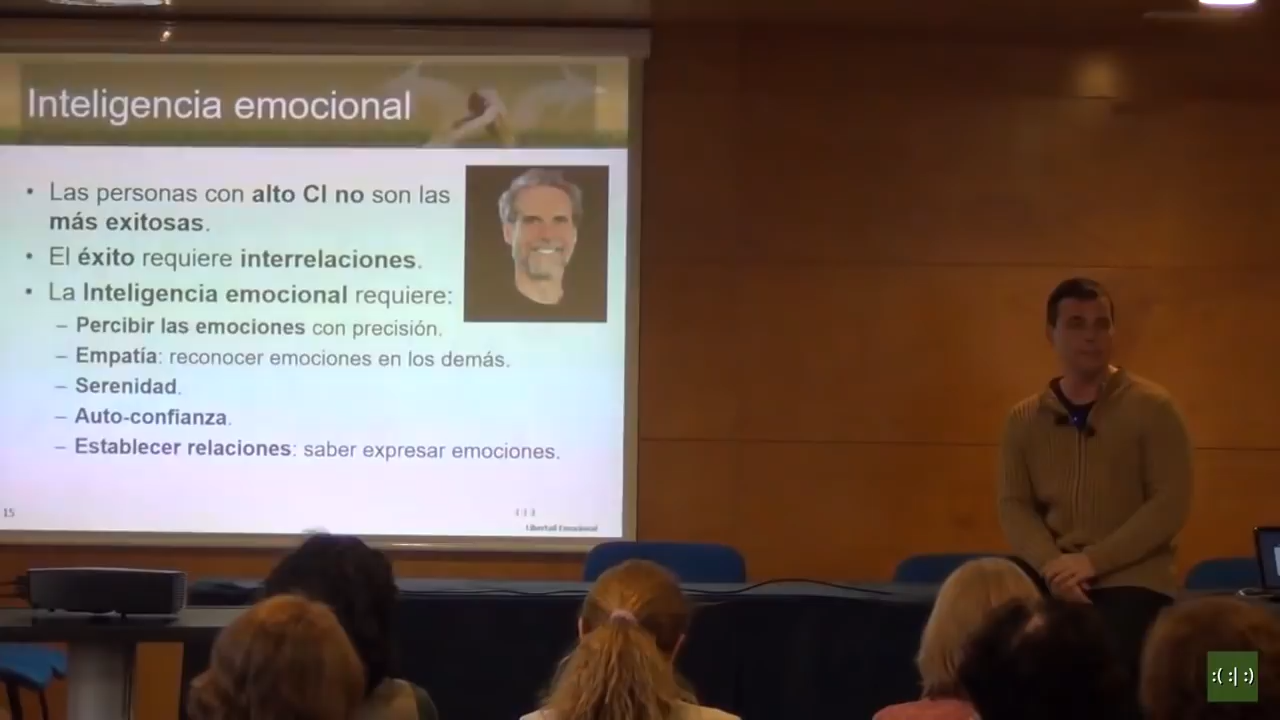 Inteligencia emocional
• Las personas con alto CI no son las
más exitosas.
• El éxito requiere interrelaciones.
• La Inteligencia emocional requiere:
– Percibir las emociones con precisión.
– Empatía: reconocer emociones en los demás.
– Serenidad.
– Auto-confianza.
– Establecer relaciones: saber expresar emociones.
15
Libertad Emocional
:( :| :)